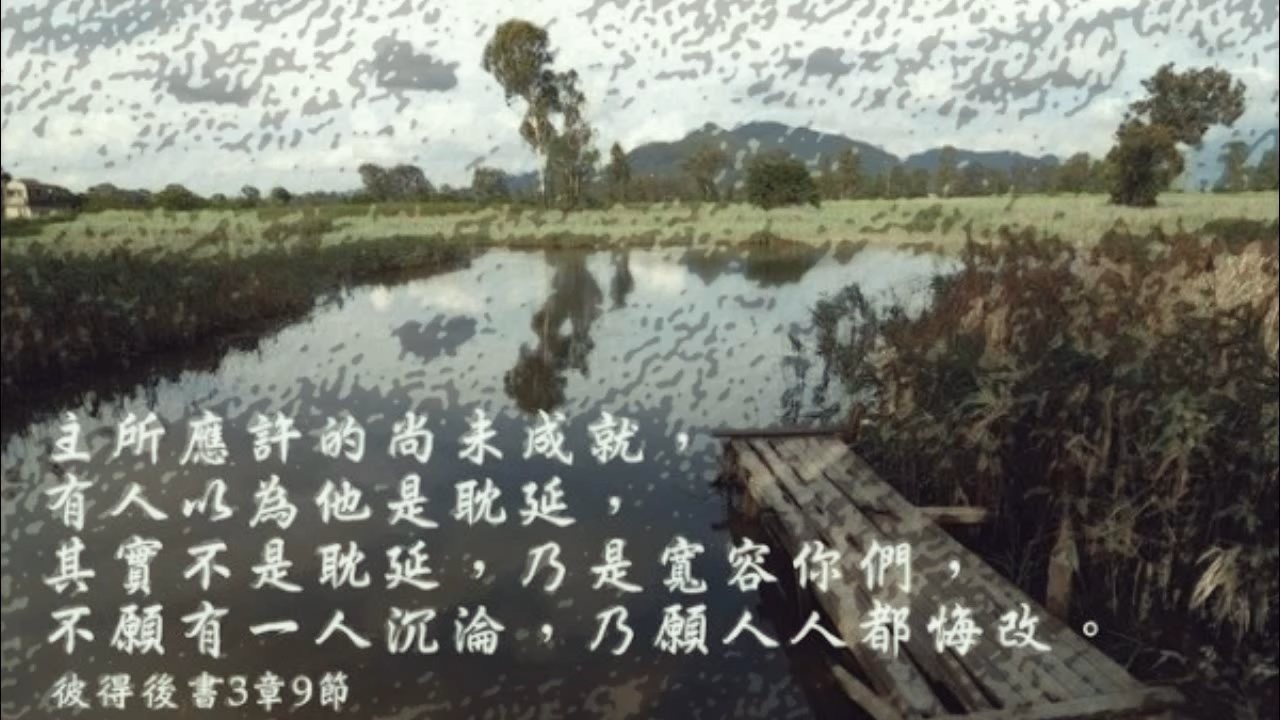 主所應許的尚未成就，
有人以為他是耽延，
其實不是耽延，乃是寬容你們，
不願有一人沉淪，乃願人人都悔改。
彼得後書3章9節